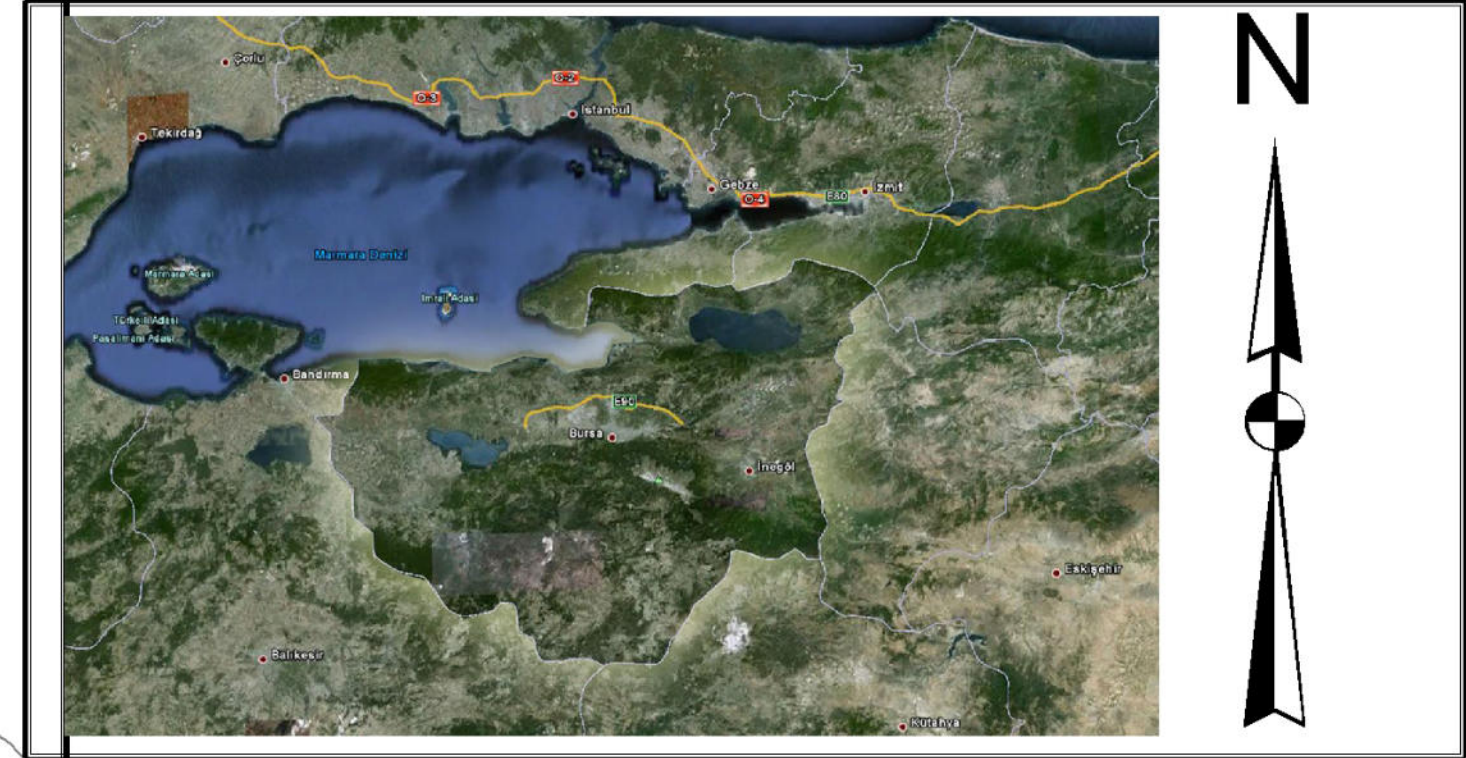 N
Çorlu
O-2
O-3
İstanbul
Tekirdağ
Gebze
İzmit
E80
O-4
Marmara Denizi
Marmara Adası
İmralı Adası
Türkeli Adası
Paşalimanı Adası
Bandırma
E90
Bursa
İnegöl
Eskişehir
Balıkesir
Kütahya